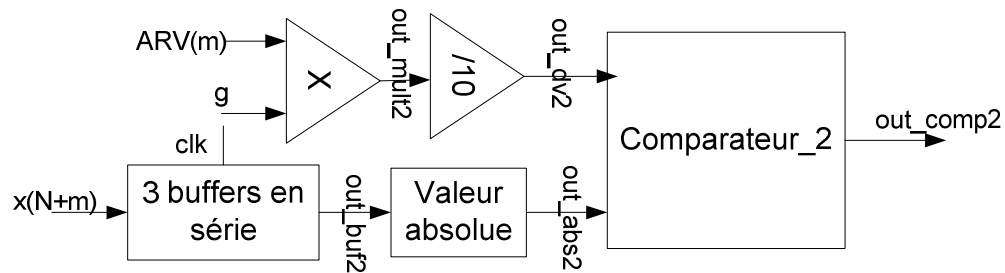 ARV(m)
g
X
out_mult2
/10
out_dv2
Comparateur_2
out_comp2
clk
x(N+m)
3 buffers en
série
out_buf2
Valeur
absolue
out_abs2